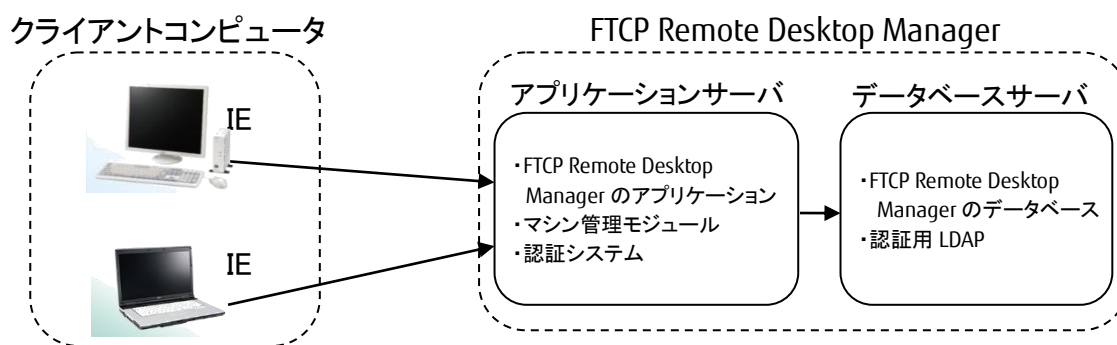 クライアントコンピュータ
IE
IE
FTCP Remote Desktop Manager
アプリケーションサーバ
・FTCP Remote Desktop
Manager のアプリケーション
・マシン管理モジュール
・認証システム
データベースサーバ
・FTCP Remote Desktop
Manager のデータベース
・認証用 LDAP